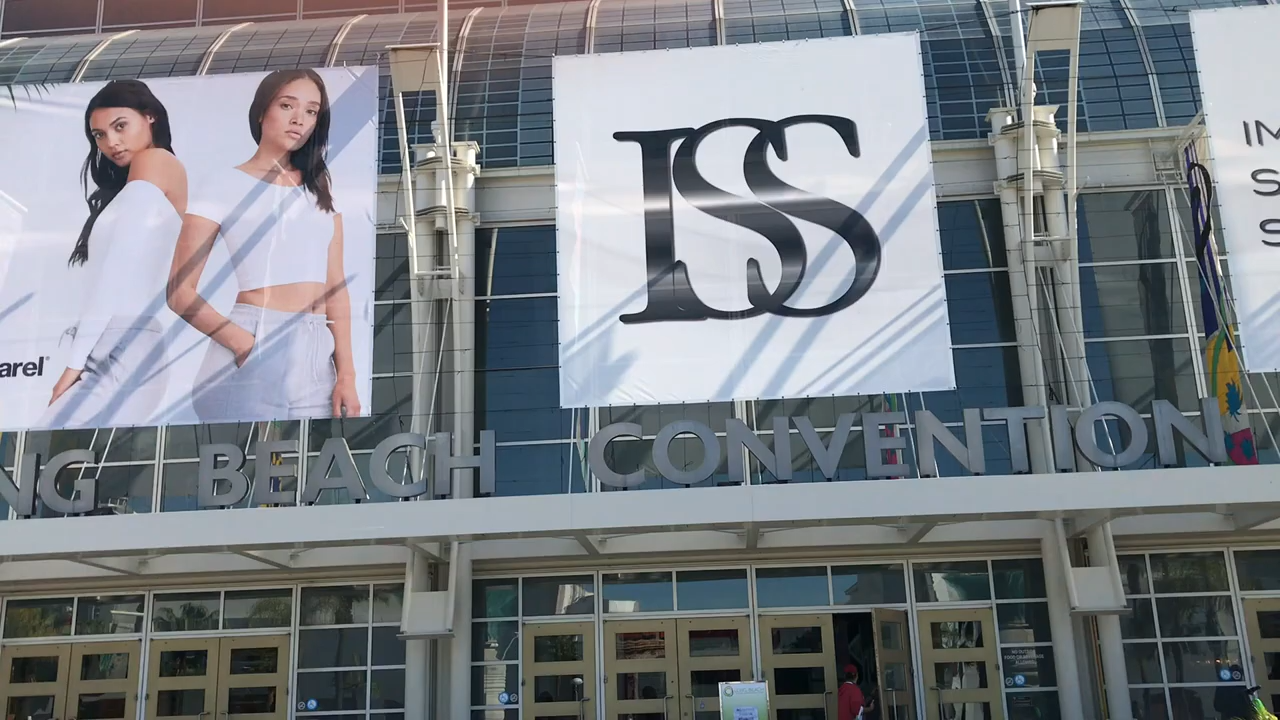 arel®
ISS
IM
S
S
NG BEACH CONVENTION